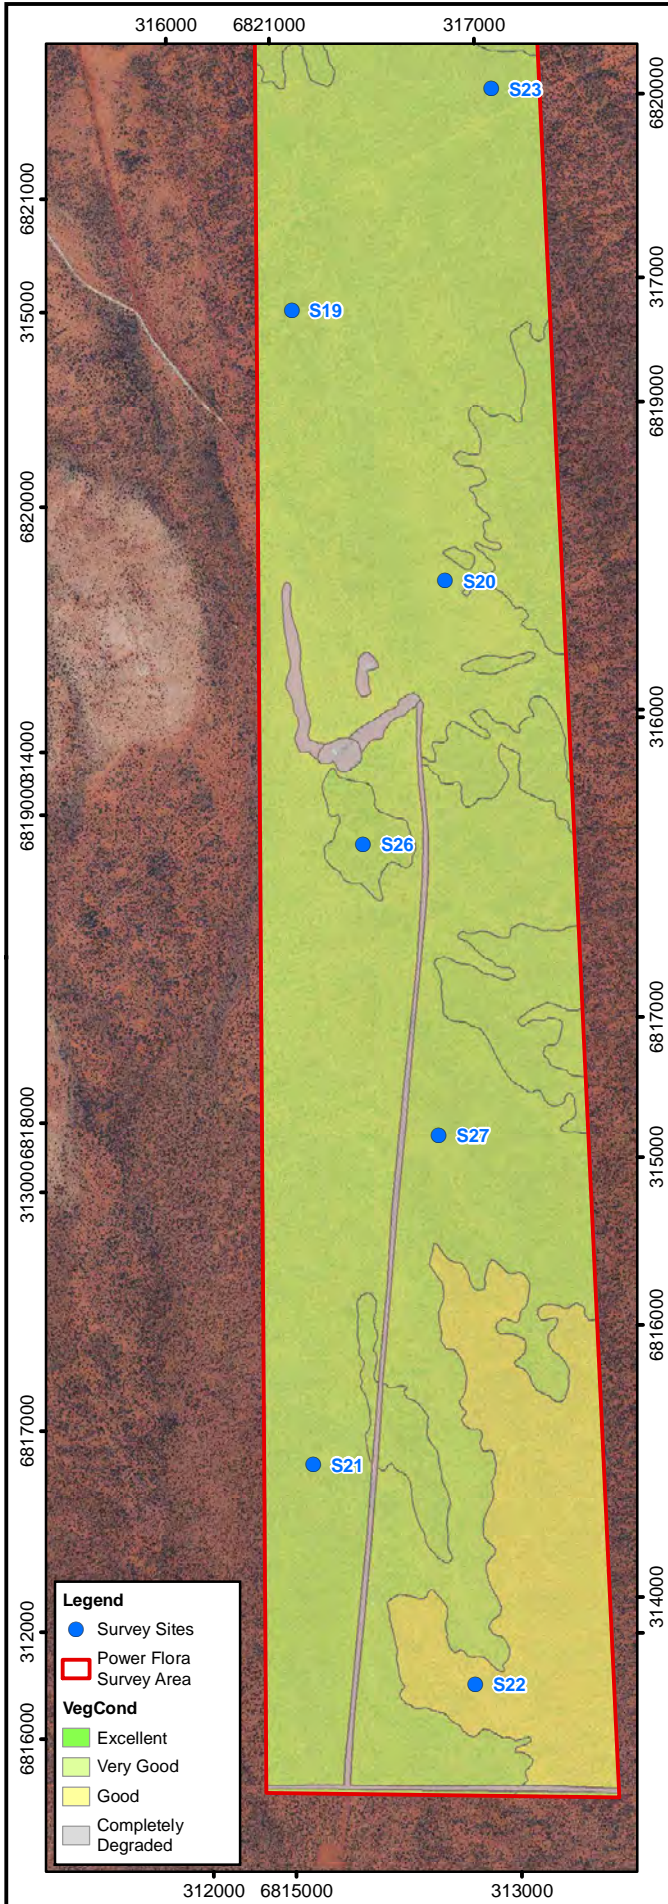 316000 6821000 317000
S23
6820000
6821000
317000
315000
S19
6819000
6820000
S20
316000
314000
6819000
S26
6817000
6818000
S27
315000
313000
6816000
6817000
S21
314000
312000
S22
6816000
Legend
Survey Sites
Power Flora
Survey Area
VegCond
Excellent
Very Good
Good
Completely
Degraded
312000 6815000 313000